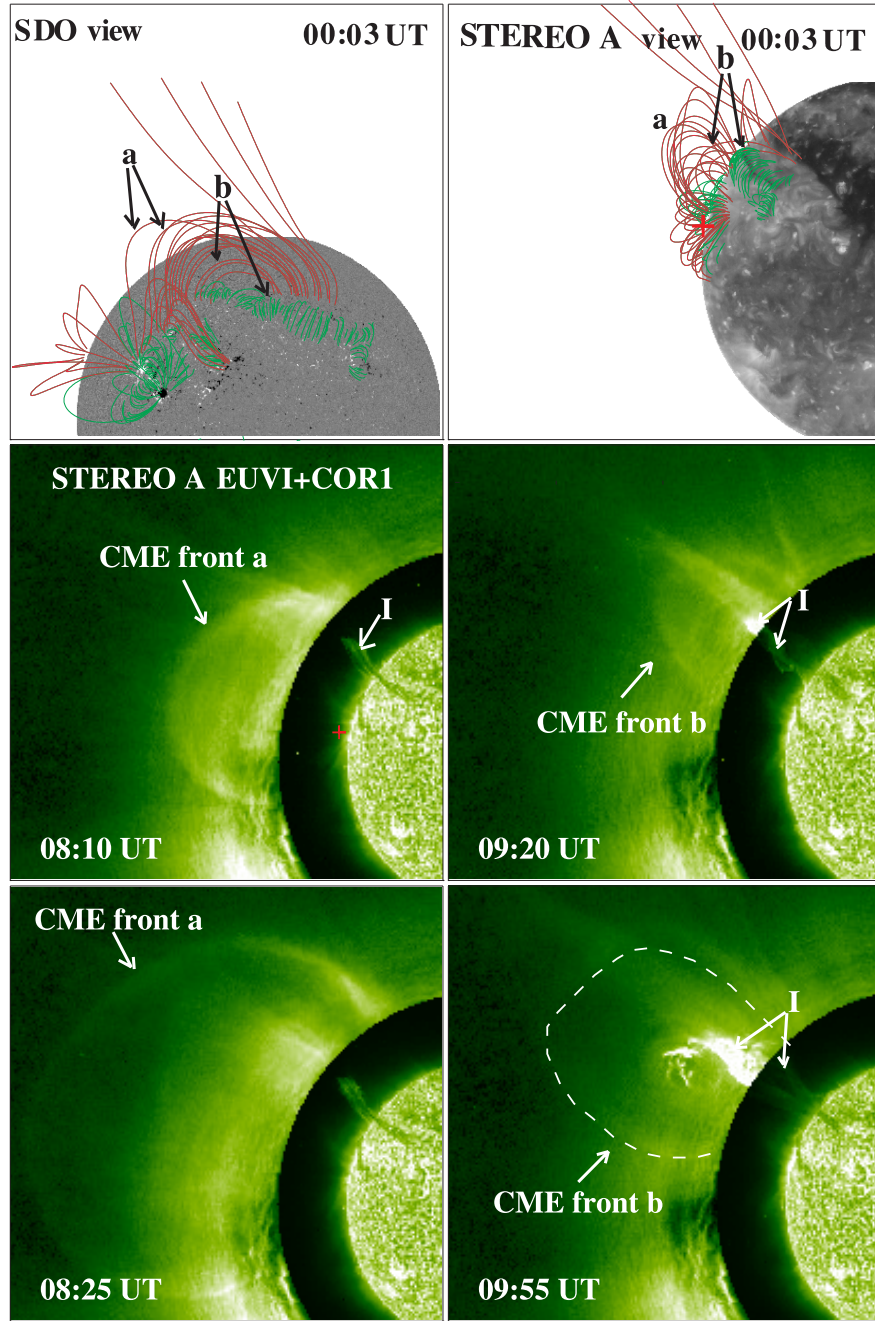 SDO view 00:03 UT
a
b
STEREO A view 00:03 UT
b
a
STEREO A EUVI+COR1
CME front a
I
08:10 UT
I
CME front b
09:20 UT
CME front a
08:25 UT
I
CME front b
09:55 UT